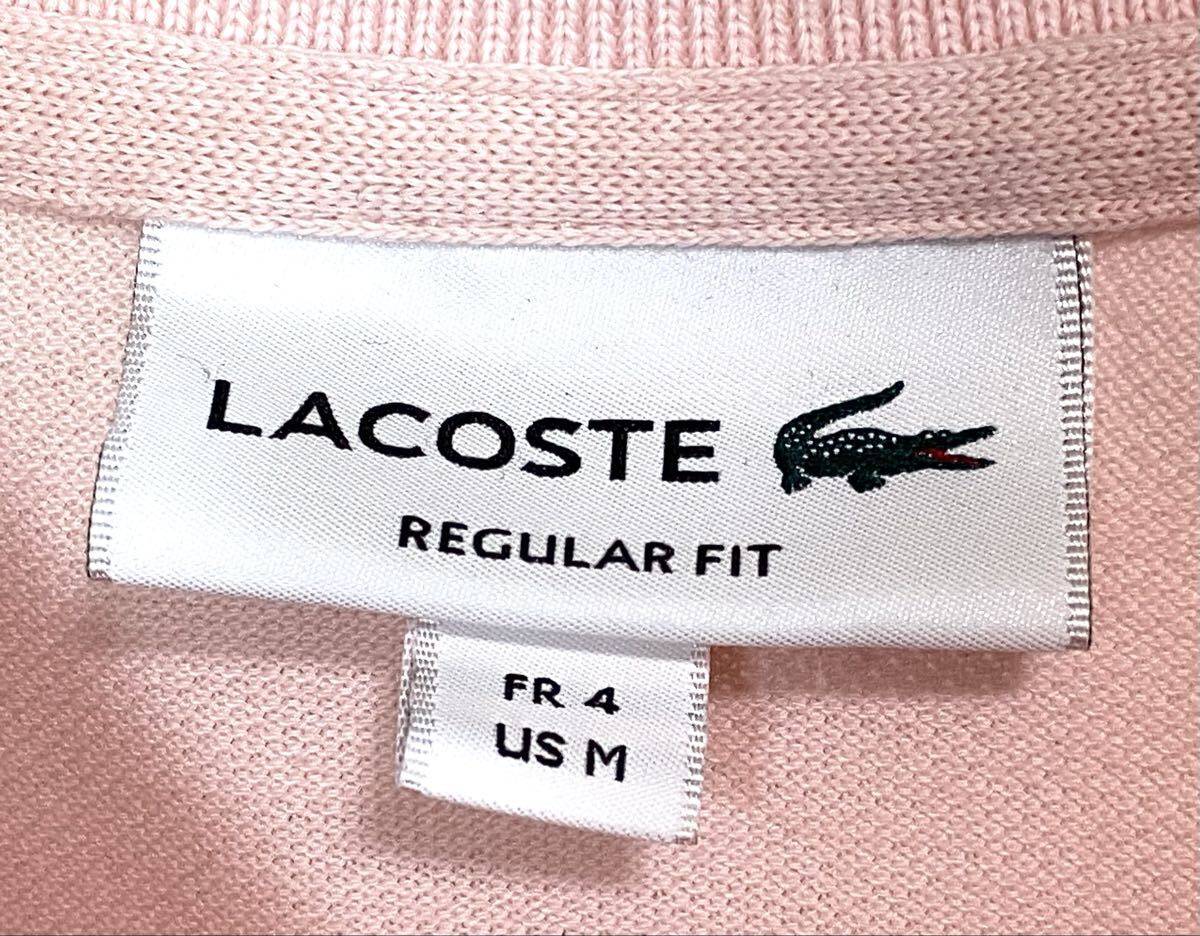 LACOSTE
REGULAR FIT
FR 4
US M